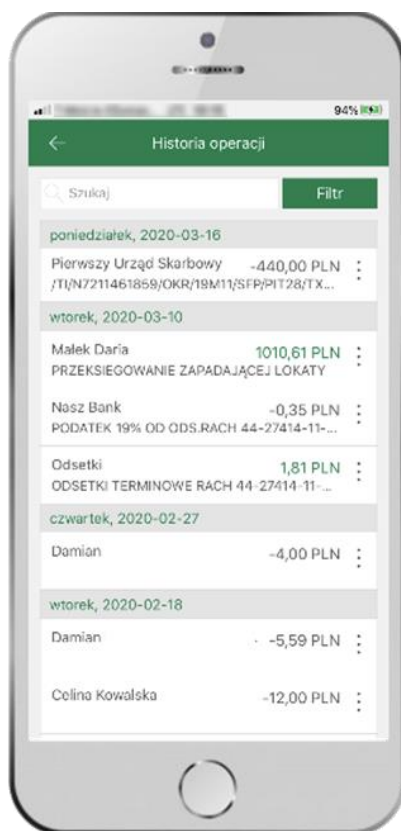 94%
Historia operacji
Szukaj
Filtr
poniedziałek, 2020-03-16
Pierwszy Urząd Skarbowy -440,00 PLN
/TI/N7211461859/OKR/19M11/SFP/PIT28/TX...
wtorek, 2020-03-10
Małek Daria 1010,61 PLN
PRZEKSIEGOWANIE ZAPADAJĄCEJ LOKATY
Nasz Bank -0,35 PLN
PODATEK 19% OD ODS.RACH 44-27414-11-...
Odsetki 1,81 PLN
ODSETKI TERMINOWE RACH 44-27414-11-...
czwartek, 2020-02-27
Damian -4,00 PLN
wtorek, 2020-02-18
Damian -5,59 PLN
Celina Kowalska -12,00 PLN